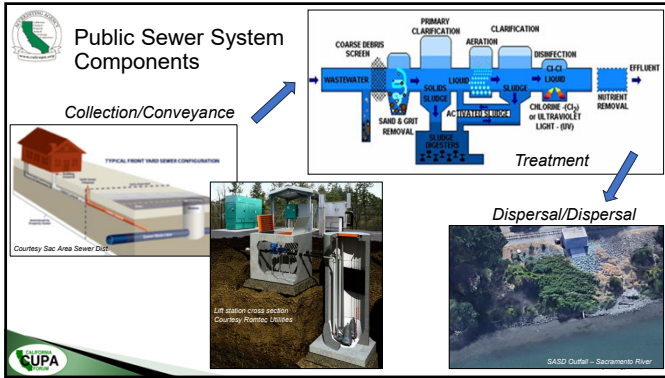 Public Sewer System
Components
Collection/Conveyance
TYPICAL FRONT YARD SEWER CONFIGURATION
Courtesy Sac Area Sewer Dist.
Lift station cross section
Courtesy Romtec Utilities
COARSE DEBRIS
SCREEN
PRIMARY
CLARIFICATION
AERATION
CLARIFICATION
DISINFECTION
EFFLUENT
WASTEWATER
SOLIDS
SLUDGE
LIQUID
SLUDGE
CI-CI
LIQUID
SAND & GRIT
REMOVAL
ACTIVATED SLUDGE
CHLORINE -(CI2)
or ULTRAVIOLET
LIGHT - (UV)
NUTRIENT
REMOVAL
SLUDGE
DIGESTERS
Treatment
Dispersal/Dispersal
SASD Outfall – Sacramento River
CALIFORNIA
CUPA
FORUM